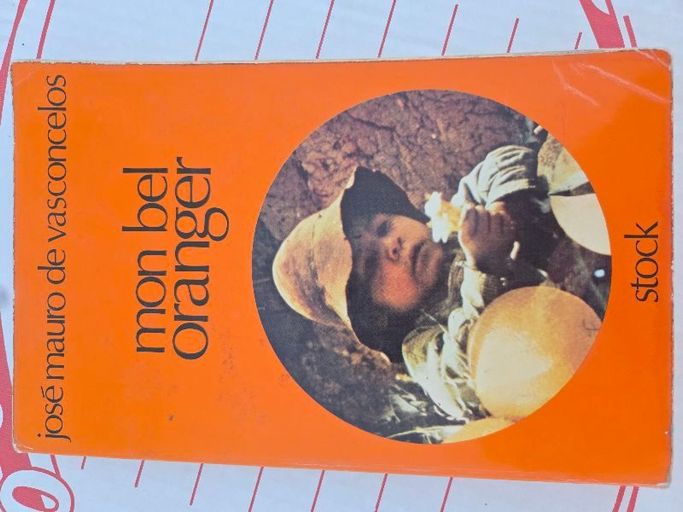 josé mauro de vasconcelos
mon bel
oranger
stock